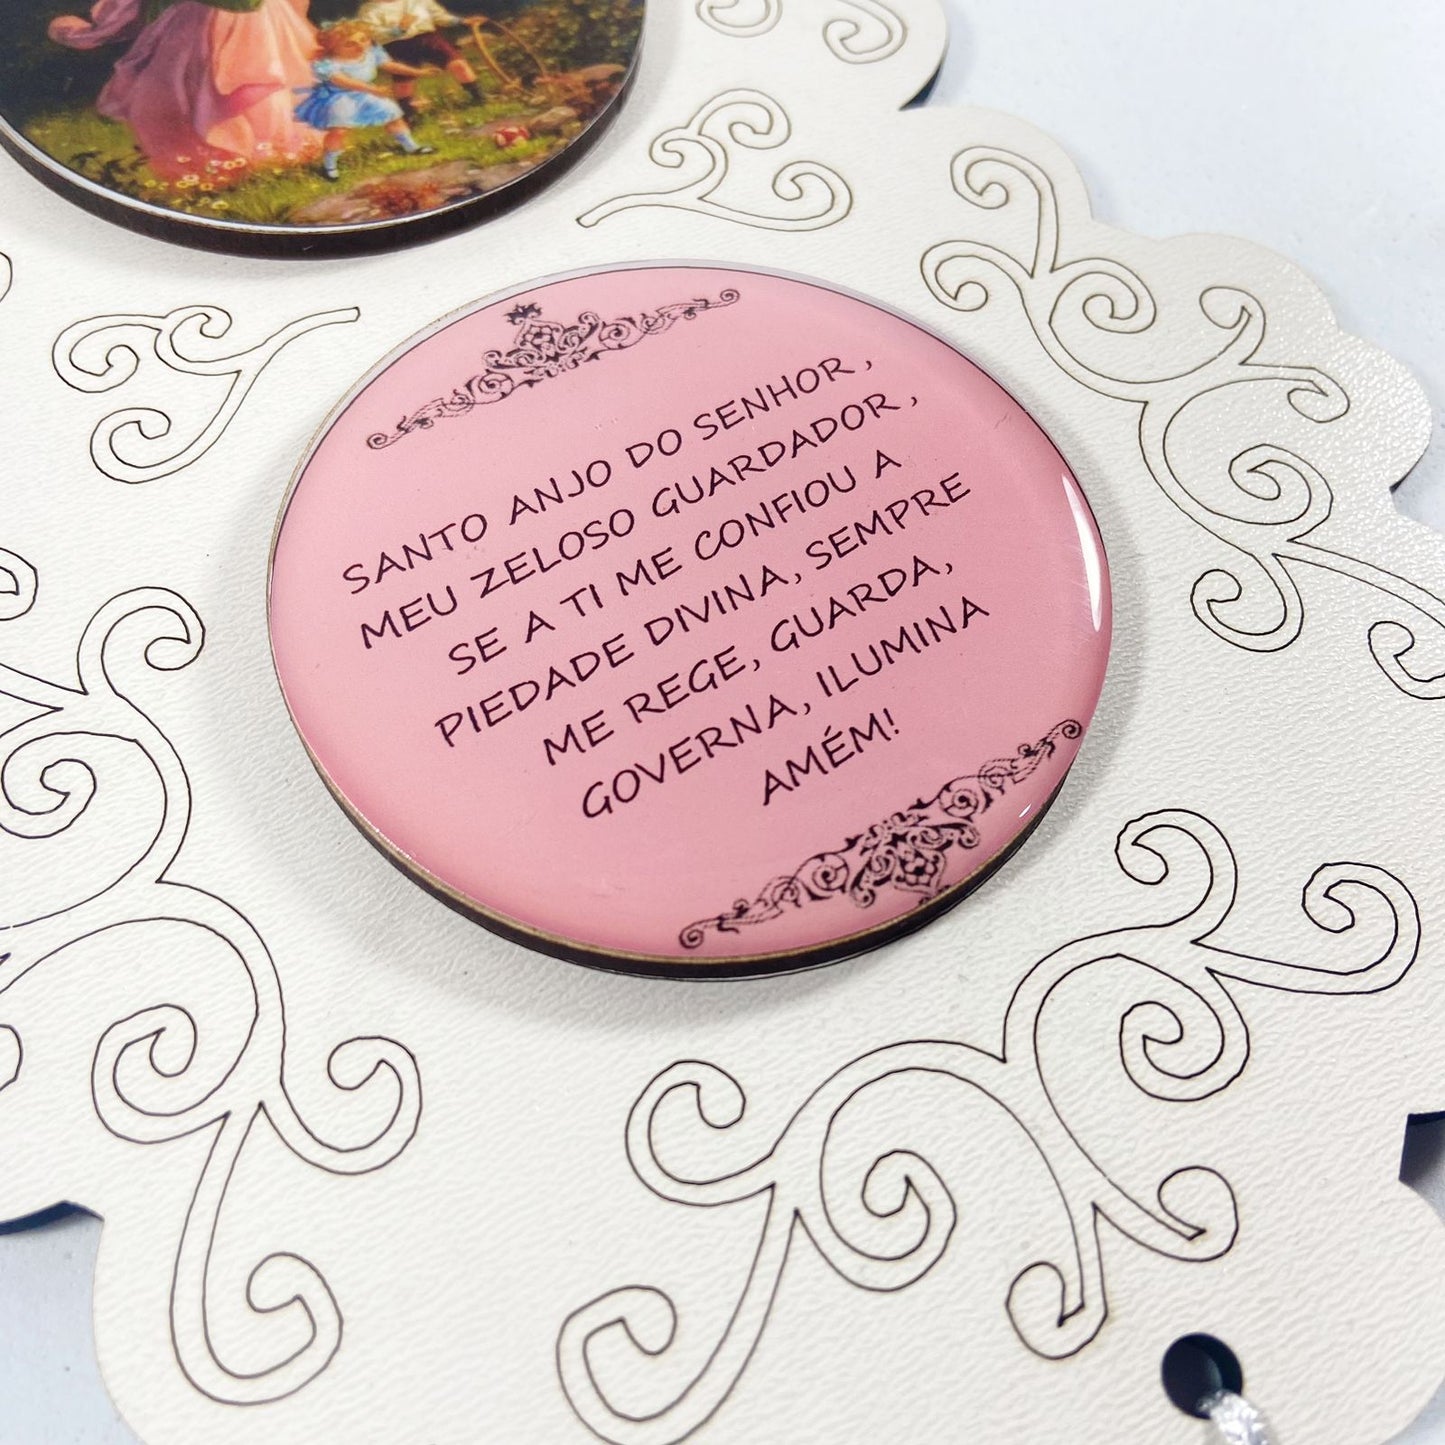 SANTO ANJO DO SENHOR,
MEU ZELOSO GUARDADOR,
SE A TI ME CONFIOU A
PIEDADE DIVINA, SEMPRE
ME REGE, GUARDA,
GOVERNA, ILUMINA
AMÉM!